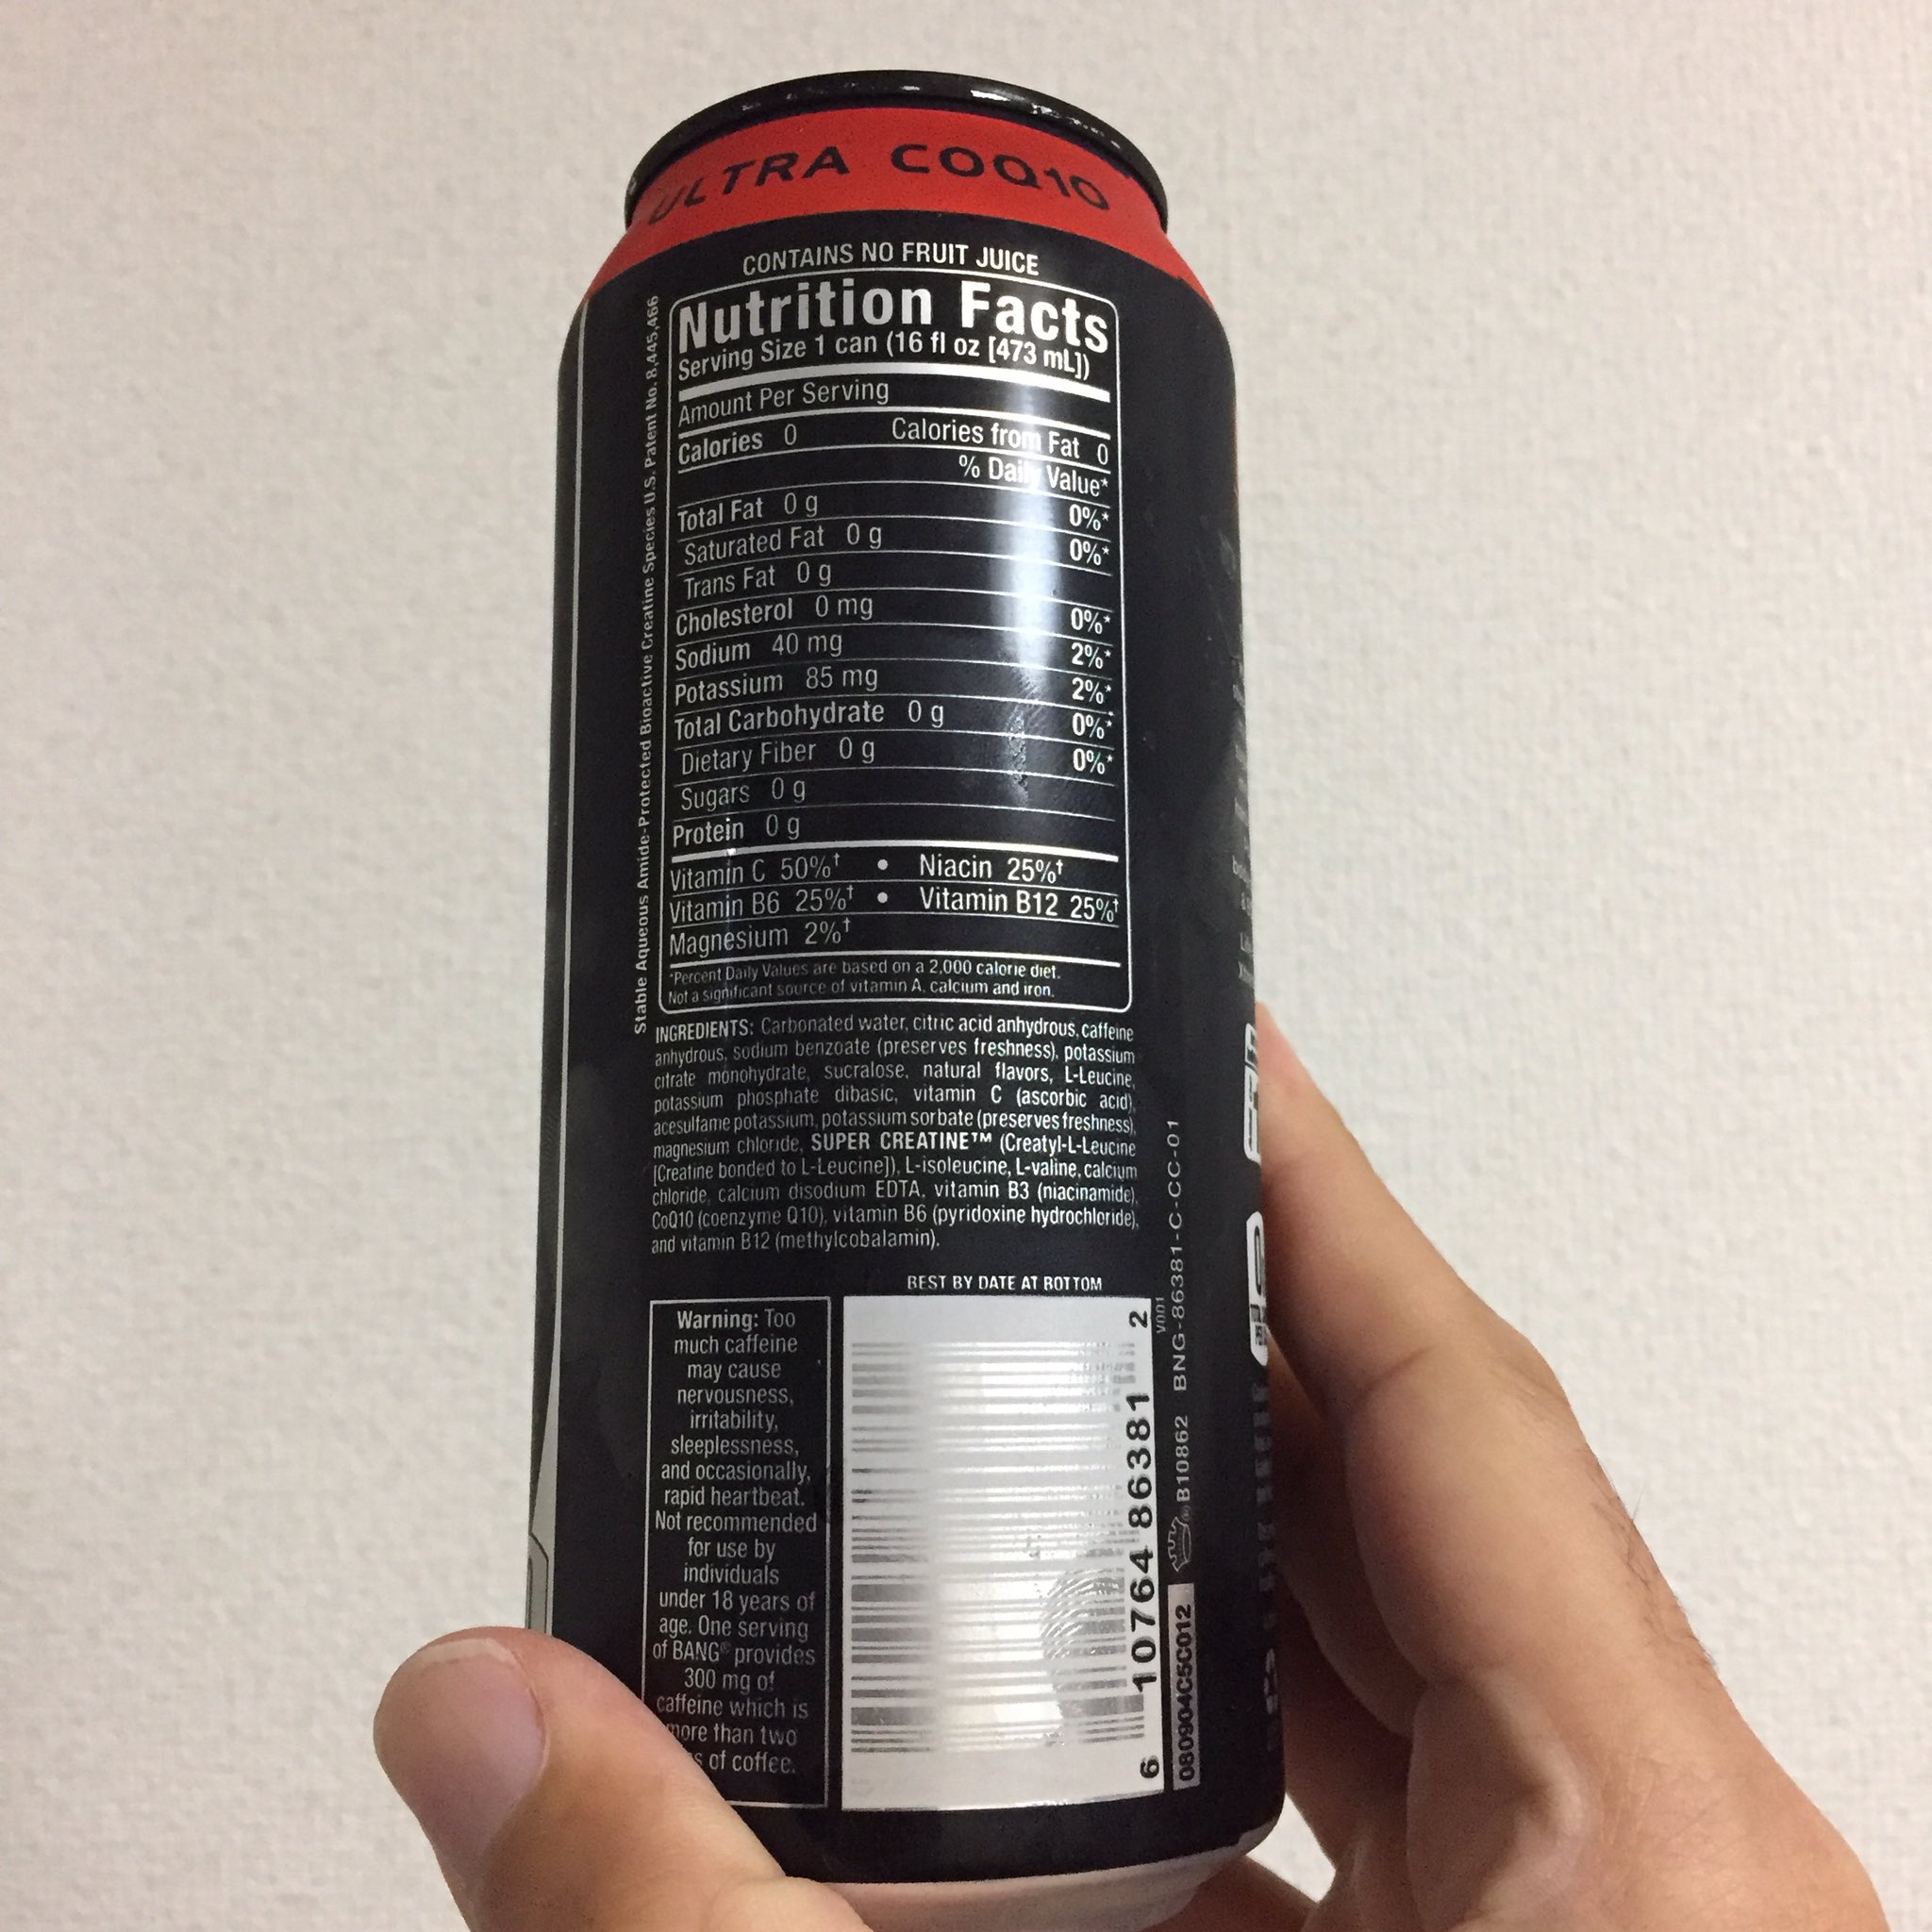 ULTRA COQ10
CONTAINS NO FRUIT JUICE
Nutrition Facts
Serving Size 1 can (16 fl oz [473 mL])
Amount Per Serving
Calories 0 Calories from Fat 0
% Daily Value*
Total Fat 0 g 0%*
Saturated Fat 0 g 0%*
Trans Fat 0 g
Cholesterol 0 mg 0%*
Sodium 40 mg 2%*
Potassium 85 mg 2%*
Total Carbohydrate 0 g 0%*
Dietary Fiber 0 g 0%*
Sugars 0 g
Protein 0 g
Vitamin C 50%† • Niacin 25%†
Vitamin B6 25%† • Vitamin B12 25%†
Magnesium 2%†
*Percent Daily Values are based on a 2,000 calorie diet.
Not a significant source of vitamin A, calcium and iron.
Stable Aqueous Amide-Protected Bioactive Creatine Species U.S. Patent No. 8,445,466
INGREDIENTS: Carbonated water, citric acid anhydrous, caffeine
anhydrous, sodium benzoate (preserves freshness), potassium
citrate monohydrate, sucralose, natural flavors, L-Leucine,
potassium phosphate dibasic, vitamin C (ascorbic acid),
acesulfame potassium, potassium sorbate (preserves freshness),
magnesium chloride, SUPER CREATINE™ (Creatyl-L-Leucine
[Creatine bonded to L-Leucine]), L-isoleucine, L-valine, calcium
chloride, calcium disodium EDTA, vitamin B3 (niacinamide),
CoQ10 (coenzyme Q10), vitamin B6 (pyridoxine hydrochloride),
and vitamin B12 (methylcobalamin).
BEST BY DATE AT BOTTOM
Warning: Too
much caffeine
may cause
nervousness,
irritability,
sleeplessness,
and occasionally,
rapid heartbeat.
Not recommended
for use by
individuals
under 18 years of
age. One serving
of BANG® provides
300 mg of
caffeine which is
more than two
of coffee.
6 10764 86381 2
V001
B10862 BNG-86381-C-CC-01
080904C5C012